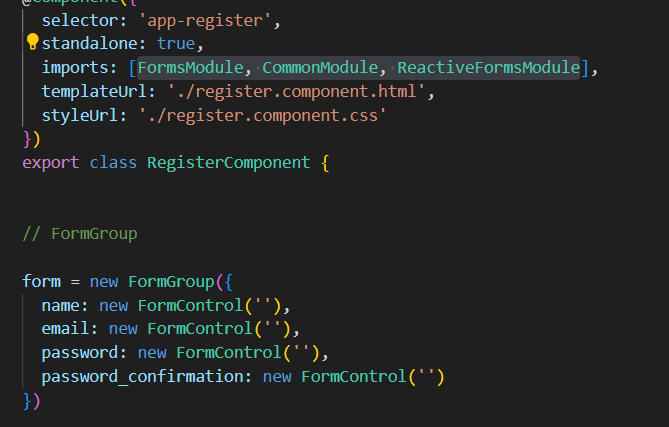 @Component({
selector: 'app-register',
standalone: true,
imports: [FormsModule, CommonModule, ReactiveFormsModule],
templateUrl: './register.component.html',
styleUrl: './register.component.css'
})
export class RegisterComponent {
// FormGroup
form = new FormGroup({
name: new FormControl(''),
email: new FormControl(''),
password: new FormControl(''),
password_confirmation: new FormControl('')
})